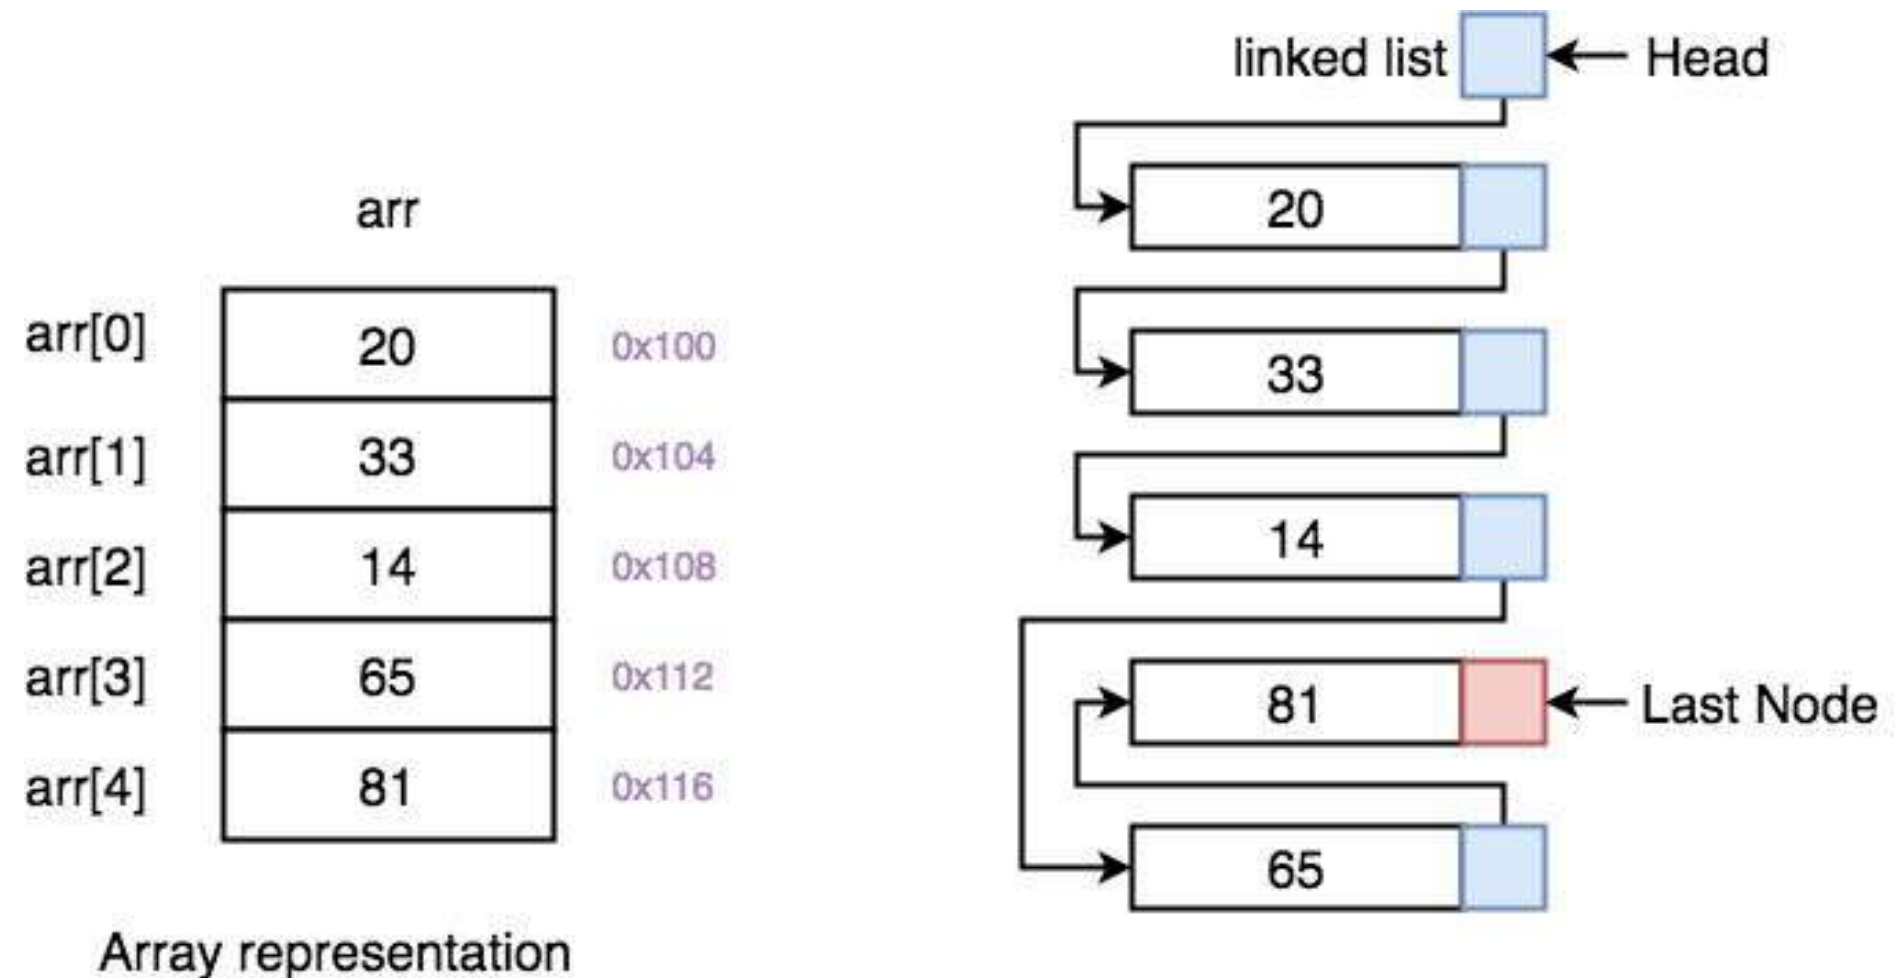 arr
arr[0] 20 0x100
arr[1] 33 0x104
arr[2] 14 0x108
arr[3] 65 0x112
arr[4] 81 0x116
Array representation
linked list Head
20
33
14
81 Last Node
65